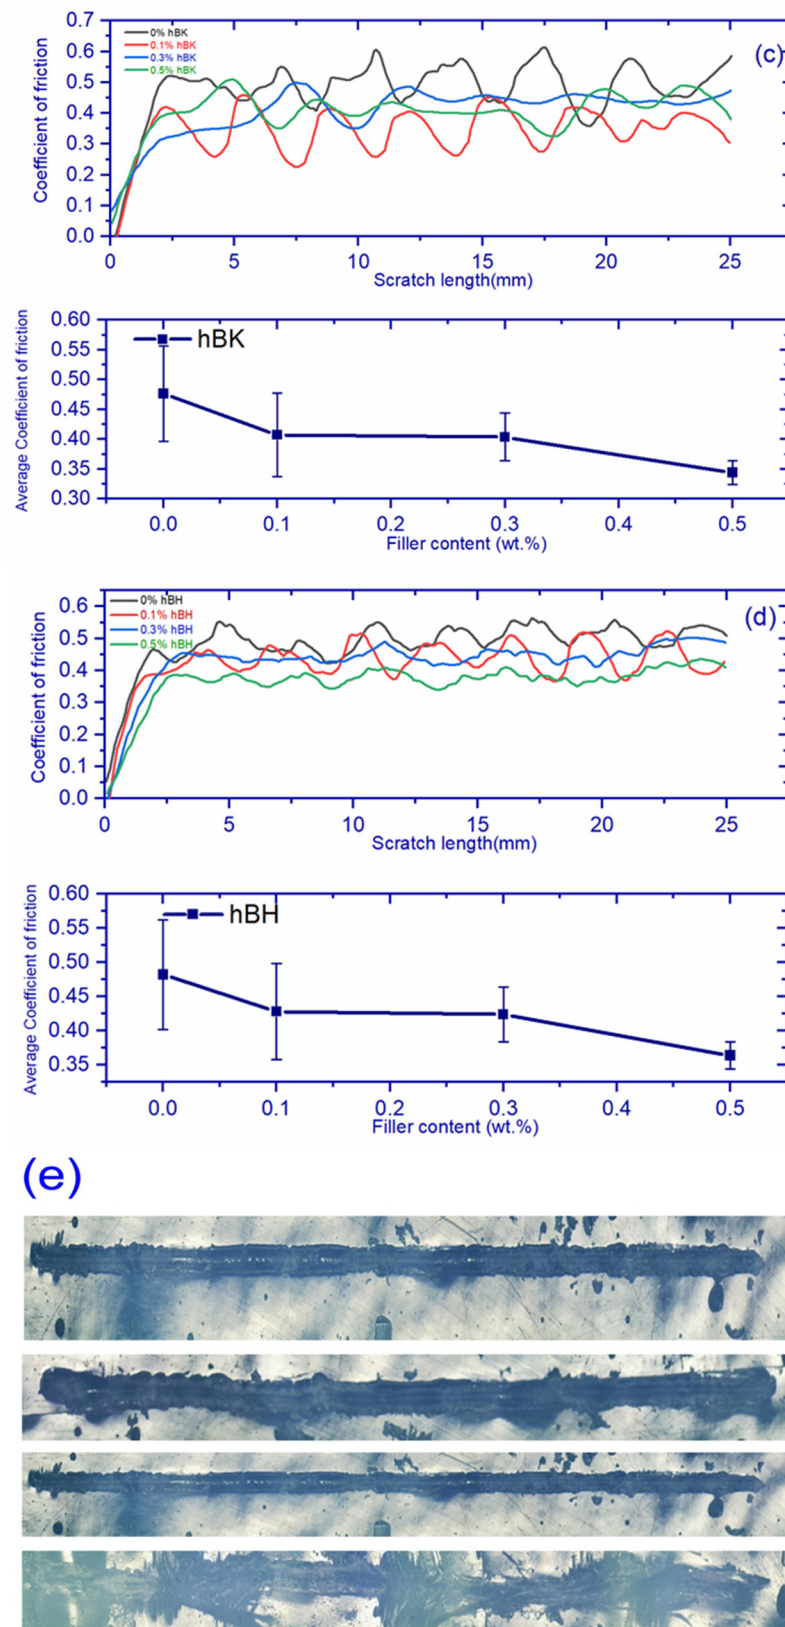 0.7
0.6
0.5
0.4
0.3
0.2
0.1
0.0
Coefficient of friction
0% hBK
0.1% hBK
0.3% hBK
0.5% hBK
(c)
0 5 10 15 20 25
Scratch length(mm)
0.60
0.55
0.50
0.45
0.40
0.35
0.30
Average Coefficient of friction
hBK
0.0 0.1 0.2 0.3 0.4 0.5
Filler content (wt.%)
0.6
0.5
0.4
0.3
0.2
0.1
0.0
Coefficient of friction
0% hBH
0.1% hBH
0.3% hBH
0.5% hBH
(d)
0 5 10 15 20 25
Scratch length(mm)
0.60
0.55
0.50
0.45
0.40
0.35
Average Coefficient of friction
hBH
0.0 0.1 0.2 0.3 0.4 0.5
Filler content (wt.%)
(e)